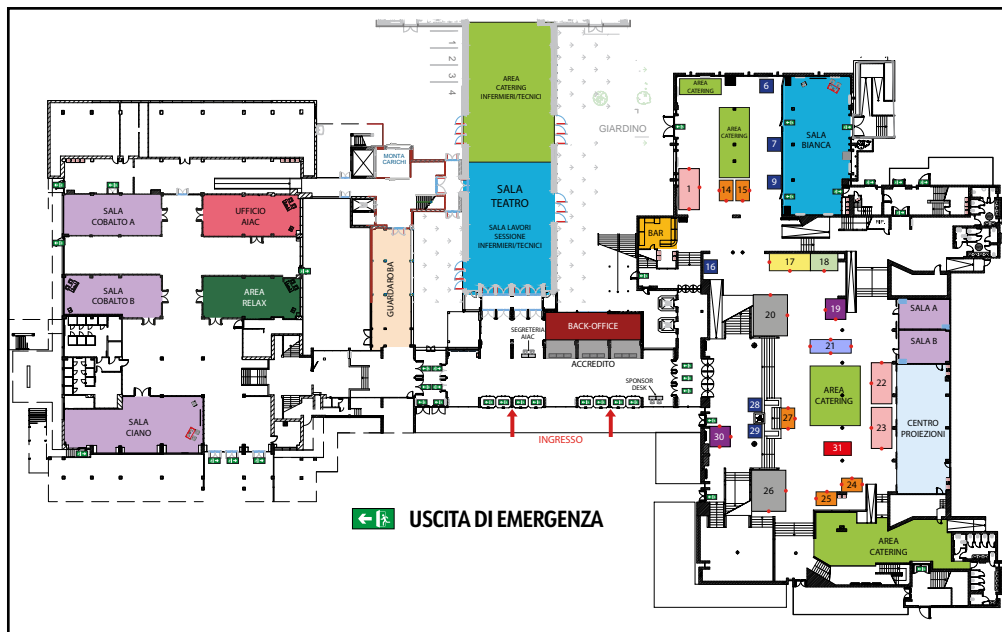 1
2
3
4
AREA
CATERING
INFERMIERI/TECNICI
GIARDINO
AREA
CATERING
6
AREA
CATERING
7
SALA
BIANCA
9
1
14
15
MONTA
CARICHI
SALA
COBALTO A
UFFICIO
AIAC
SALA
TEATRO
SALA LAVORI
SESSIONE
INFERMIERI/TECNICI
GUARDAROBA
BAR
16
17
18
SALA
COBALTO B
AREA
RELAX
SEGRETERIA
AIAC
BACK-OFFICE
ACCREDITO
SPONSOR
DESK
20
19
SALA A
21
SALA B
22
AREA
CATERING
23
28
27
29
30
CENTRO
PROIEZIONI
31
SALA
CIANO
INGRESSO
24
25
26
AREA
CATERING
USCITA DI EMERGENZA